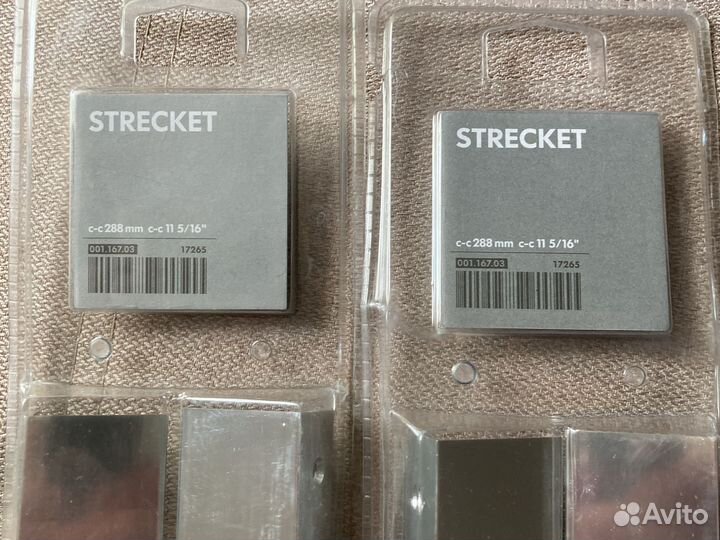 STRECKET
c-c 288 mm c-c 11 5/16"
001.167.03 17265
STRECKET
c-c 288 mm c-c 11 5/16"
001.167.03 17265
Avito